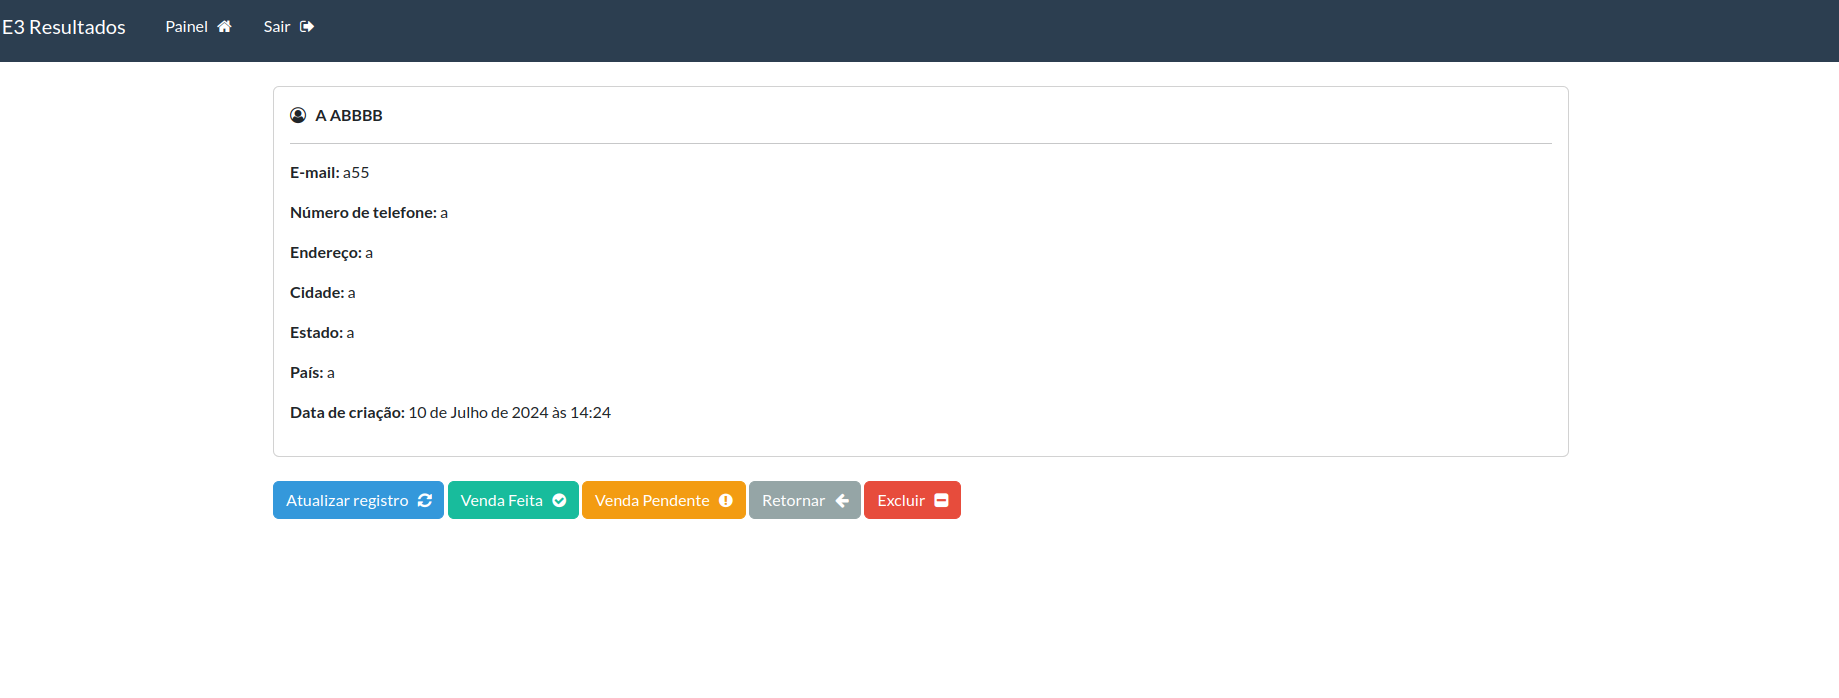 E3 Resultados Painel Sair
A ABBBB
E-mail: a55
Número de telefone: a
Endereço: a
Cidade: a
Estado: a
País: a
Data de criação: 10 de Julho de 2024 às 14:24
Atualizar registro Venda Feita Venda Pendente Retornar Excluir